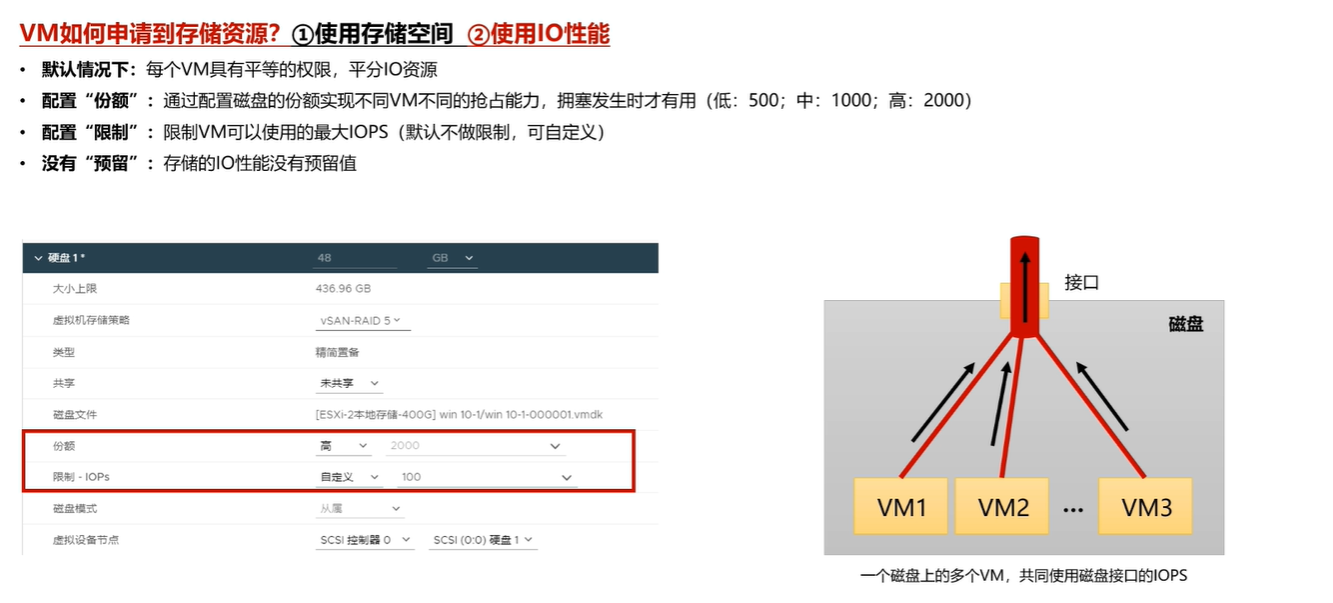 VM如何申请到存储资源？①使用存储空间 ②使用IO性能
• 默认情况下：每个VM具有平等的权限，平分IO资源
• 配置“份额”：通过配置磁盘的份额实现不同VM不同的抢占能力，拥塞发生时才有用（低：500；中：1000；高：2000）
• 配置“限制”：限制VM可以使用的最大IOPS（默认不做限制，可自定义）
• 没有“预留”：存储的IO性能没有预留值
硬盘 1 * 48 GB
大小上限 436.96 GB
虚拟机存储策略 vSAN-RAID 5
类型 精简置备
共享 未共享
磁盘文件 [ESXi-2本地存储-400G] win 10-1/win 10-1-000001.vmdk
份额 高 2000
限制 - IOPs 自定义 100
磁盘模式 从属
虚拟设备节点 SCSI 控制器 0 SCSI (0:0) 硬盘 1
接口
磁盘
VM1 VM2 ... VM3
一个磁盘上的多个VM，共同使用磁盘接口的IOPS